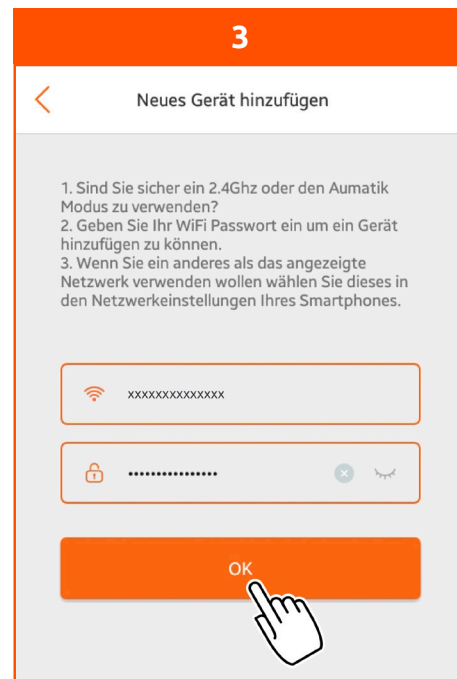 3
Neues Gerät hinzufügen
1. Sind Sie sicher ein 2.4Ghz oder den Aumatik
Modus zu verwenden?
2. Geben Sie Ihr WiFi Passwort ein um ein Gerät
hinzufügen zu können.
3. Wenn Sie ein anderes als das angezeigte
Netzwerk verwenden wollen wählen Sie dieses in
den Netzwerkeinstellungen Ihres Smartphones.
xxxxxxxxxxxxxx
••••••••••••••••
OK